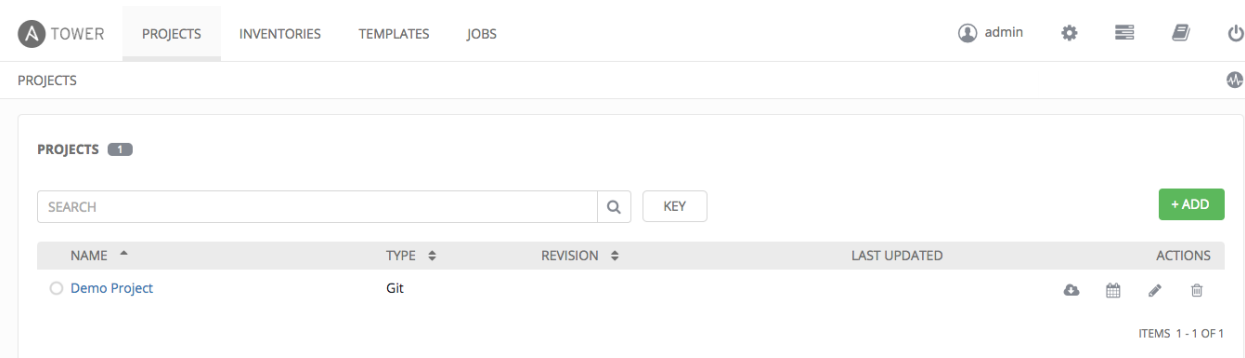 A TOWER PROJECTS INVENTORIES TEMPLATES JOBS admin
PROJECTS
PROJECTS 1
SEARCH KEY + ADD
NAME TYPE REVISION LAST UPDATED ACTIONS
Demo Project Git
ITEMS 1 - 1 OF 1